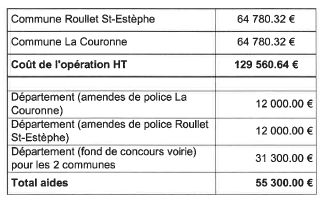 Commune Roullet St-Estèphe 64 780.32 €
Commune La Couronne 64 780.32 €
Coût de l'opération HT 129 560.64 €
Département (amendes de police La
Couronne) 12 000.00 €
Département (amendes de police Roullet
St-Estèphe) 12 000.00 €
Département (fond de concours voirie)
pour les 2 communes 31 300.00 €
Total aides 55 300.00 €